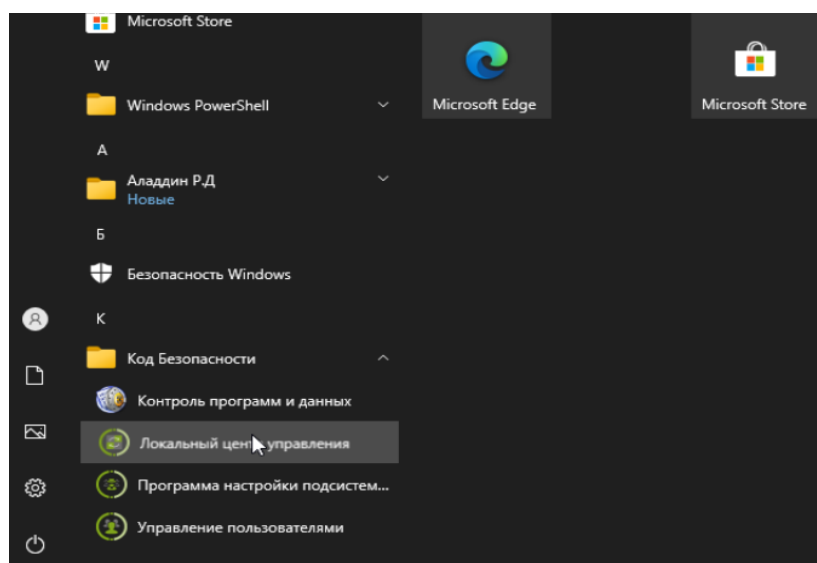 Microsoft Store
W
Windows PowerShell
А
Аладдин Р.Д
Новые
Б
Безопасность Windows
К
Код Безопасности
Контроль программ и данных
Локальный центр управления
Программа настройки подсистем...
Управление пользователями
Microsoft Edge
Microsoft Store